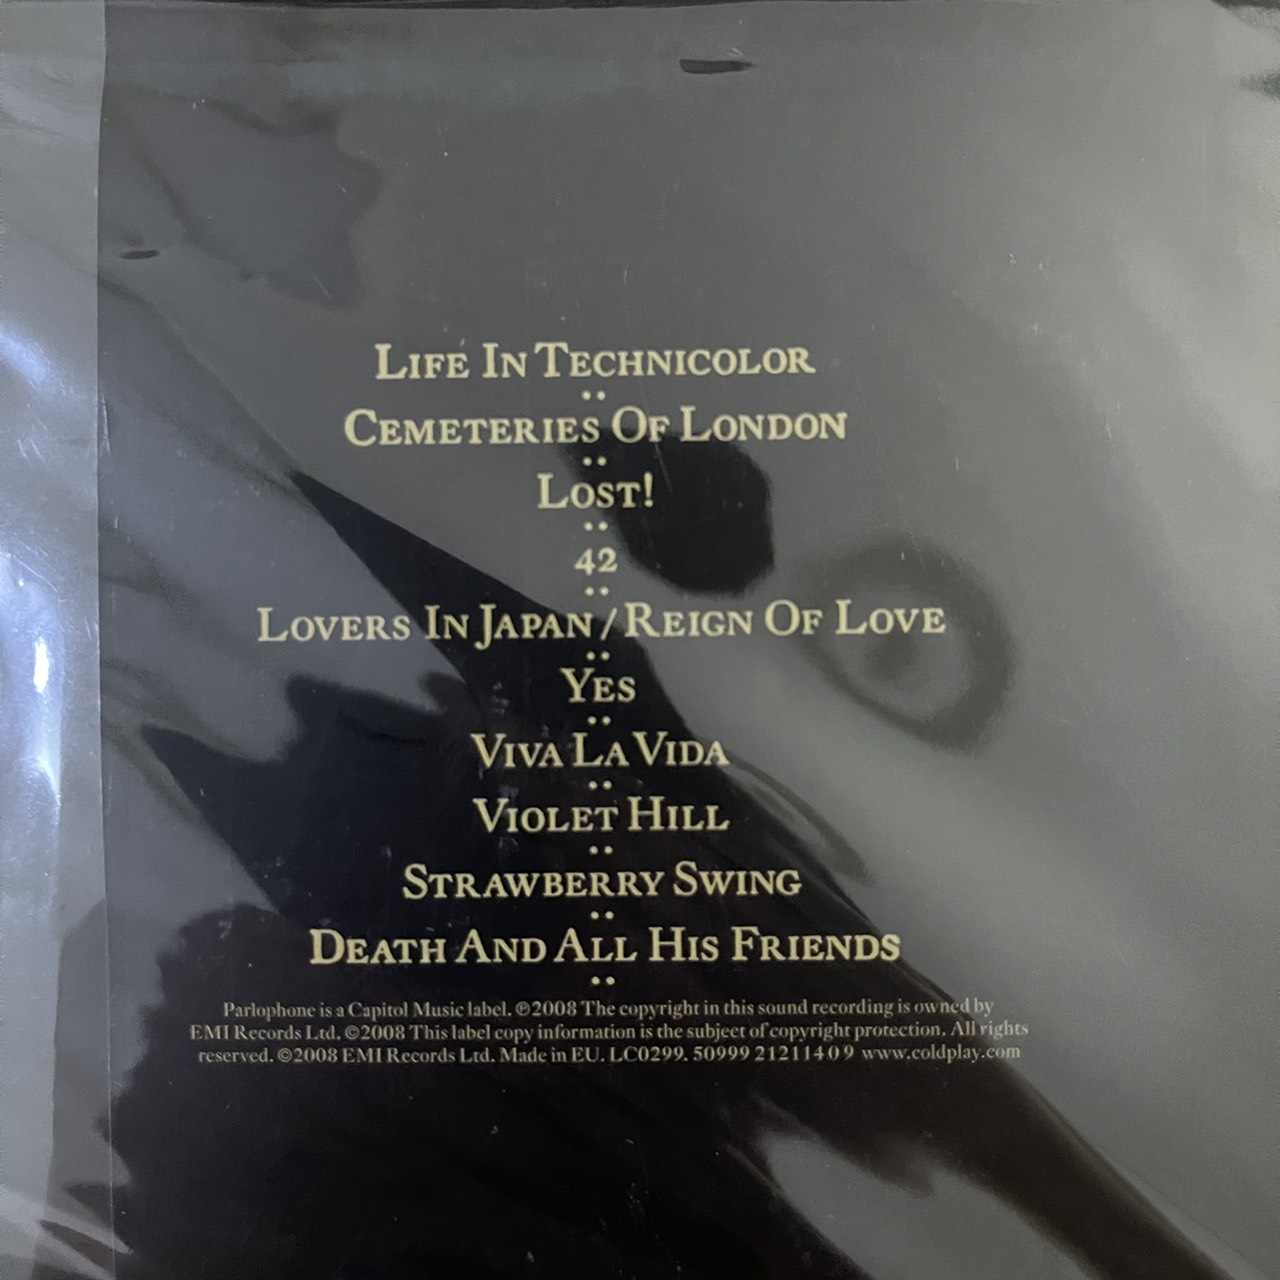 LIFE IN TECHNICOLOR
CEMETERIES OF LONDON
LOST!
42
LOVERS IN JAPAN / REIGN OF LOVE
YES
VIVA LA VIDA
VIOLET HILL
STRAWBERRY SWING
DEATH AND ALL HIS FRIENDS
Parlophone is a Capitol Music label. ℗2008 The copyright in this sound recording is owned by
EMI Records Ltd. ©2008 This label copy information is the subject of copyright protection. All rights
reserved. ©2008 EMI Records Ltd. Made in EU. LC0299. 50999 212114 0 9 www.coldplay.com